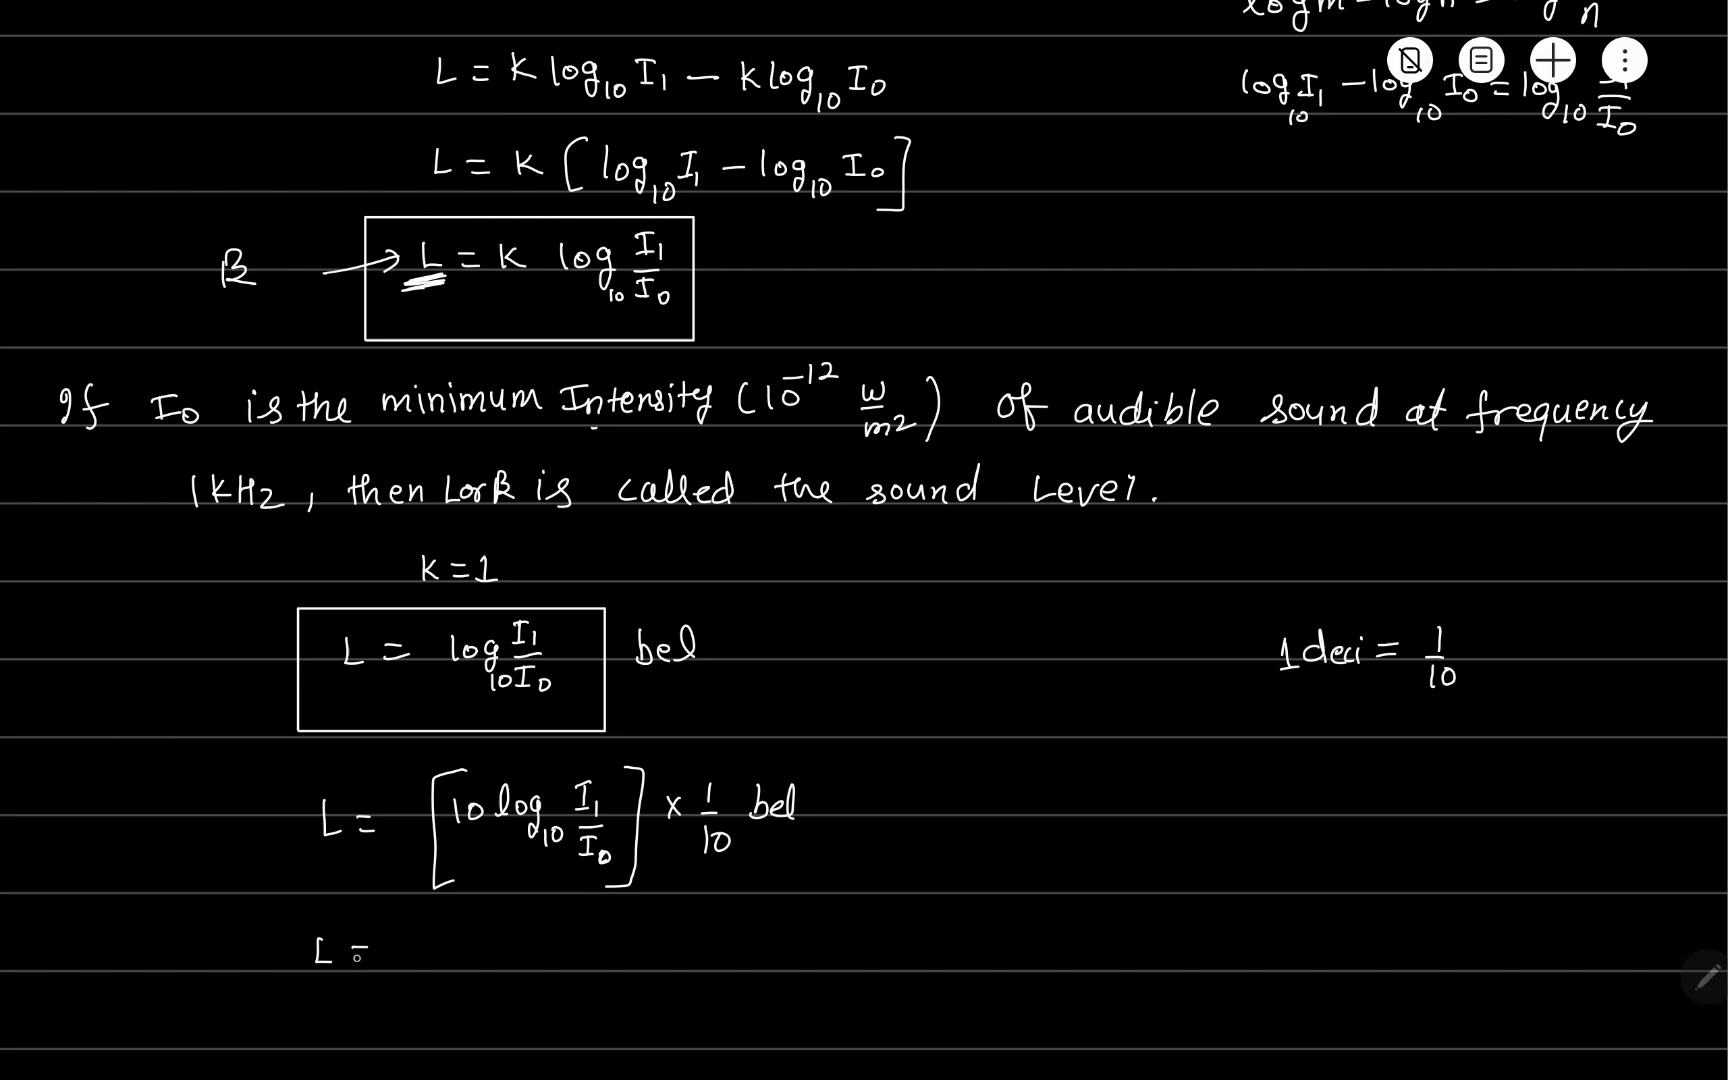 L = K log₁₀ I₁ − K log₁₀ I₀
log₁₀ I₁ − log₁₀ I₀ = log₁₀ I₁/I₀
L = K [log₁₀ I₁ − log₁₀ I₀]
β → L = K log₁₀ I₁/I₀
If I₀ is the minimum Intensity (10⁻¹² w/m²) of audible sound at frequency
1 KHz, then L or β is called the sound Level.
K = 1
L = log₁₀ I₁/I₀ bel
1 deci = 1/10
L = [10 log₁₀ I₁/I₀] × 1/10 bel
L =